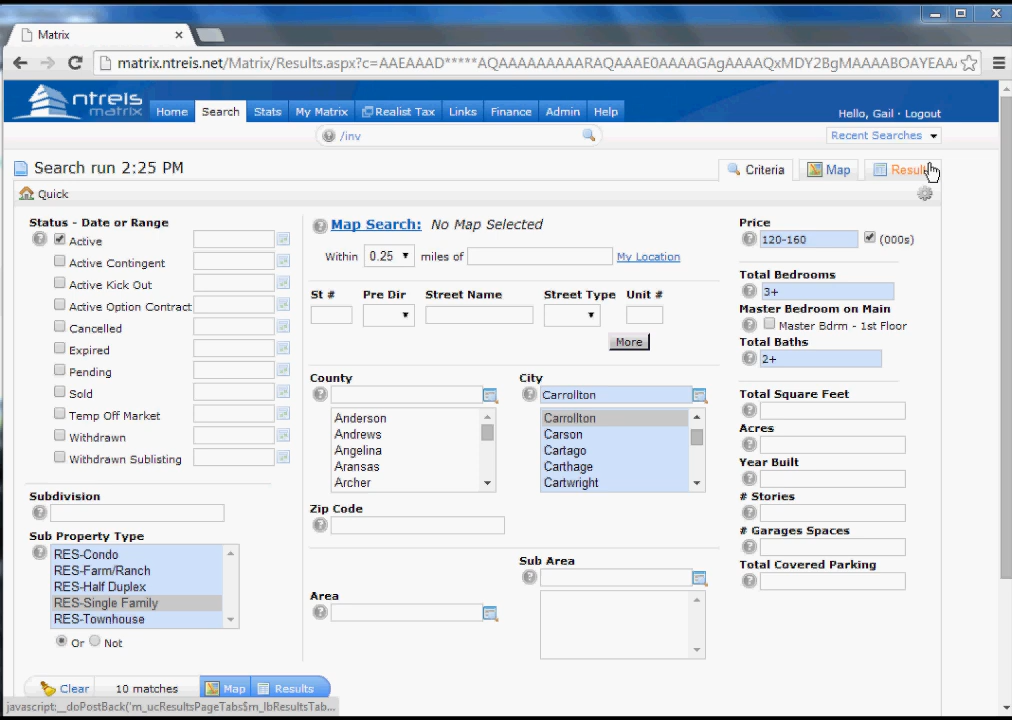 Matrix
matrix.ntreis.net/Matrix/Results.aspx?c=AAEAAAD*****AQAAAAAAAAARAQAAAE0AAAAGAgAAAAQxMDY2BgMAAAABOAYEAA
ntreis
matrix
Home Search Stats My Matrix Realist Tax Links Finance Admin Help
Hello, Gail · Logout
/inv
Recent Searches
Search run 2:25 PM
Criteria Map Result
Quick
Status - Date or Range
Active
Active Contingent
Active Kick Out
Active Option Contract
Cancelled
Expired
Pending
Sold
Temp Off Market
Withdrawn
Withdrawn Sublisting
Subdivision
Sub Property Type
RES-Condo
RES-Farm/Ranch
RES-Half Duplex
RES-Single Family
RES-Townhouse
Or Not
Map Search: No Map Selected
Within 0.25 miles of My Location
St # Pre Dir Street Name Street Type Unit #
More
County
Anderson
Andrews
Angelina
Aransas
Archer
City
Carrollton
Carrollton
Carson
Cartago
Carthage
Cartwright
Zip Code
Sub Area
Area
Price
120-160 (000s)
Total Bedrooms
3+
Master Bedroom on Main
Master Bdrm - 1st Floor
Total Baths
2+
Total Square Feet
Acres
Year Built
# Stories
# Garages Spaces
Total Covered Parking
Clear 10 matches Map Results
javascript:__doPostBack('m_ucResultsPageTabs$m_lbResultsTab...